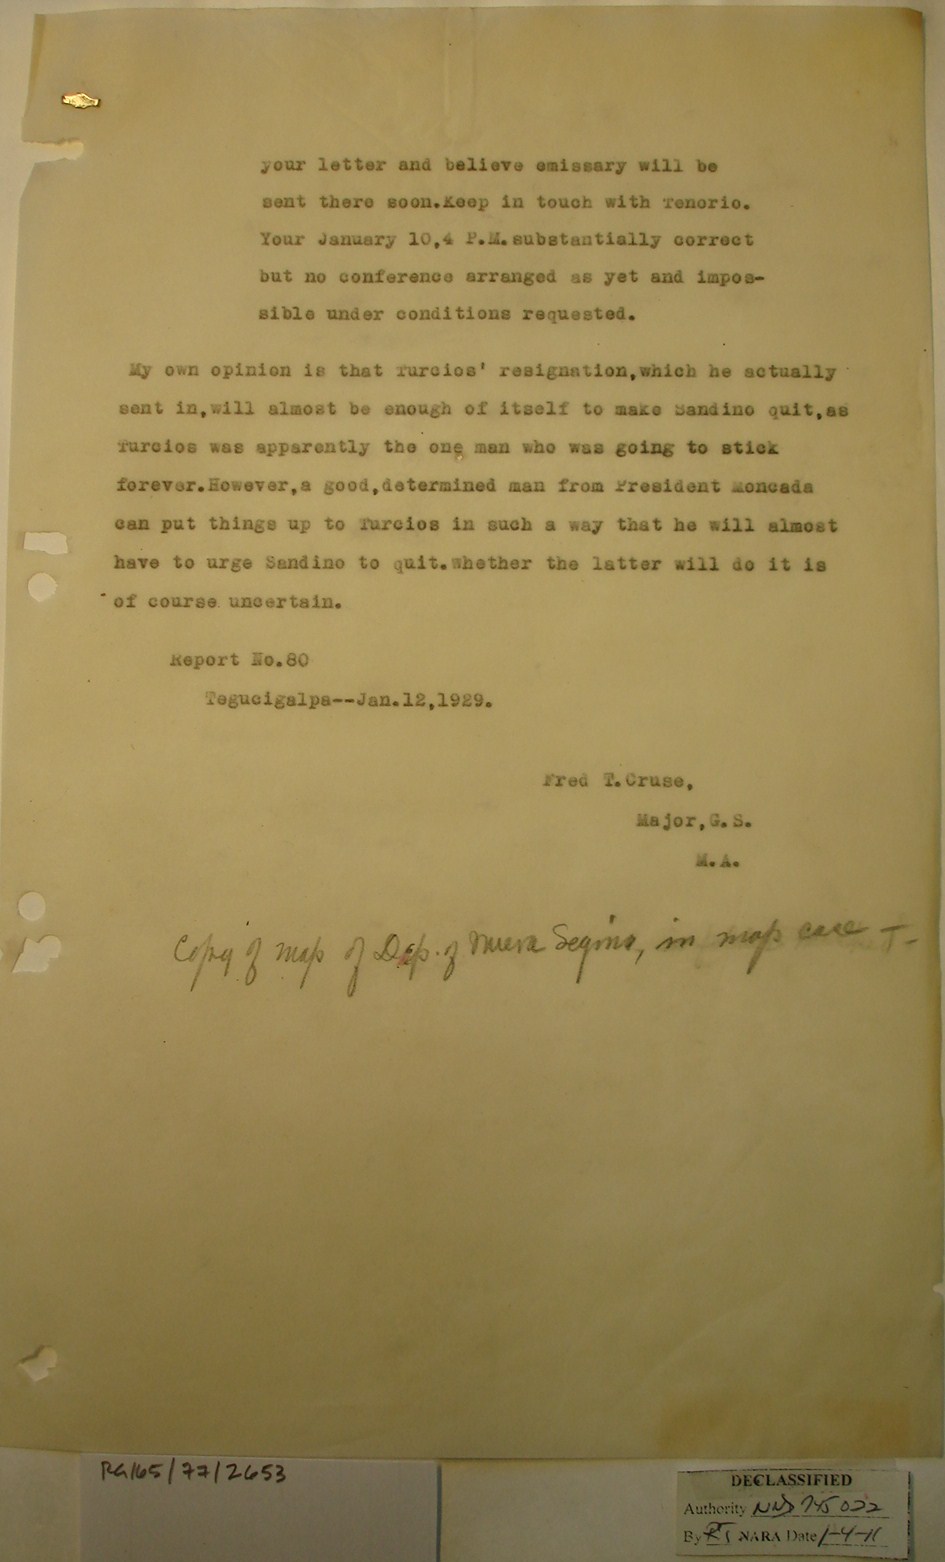 your letter and believe emissary will be
sent there soon.Keep in touch with Tenorio.
Your January 10,4 P.M.substantially correct
but no conference arranged as yet and impos-
sible under conditions requested.
My own opinion is that Turcios' resignation,which he actually
sent in,will almost be enough of itself to make Sandino quit,as
Turcios was apparently the one man who was going to stick
forever.However,a good,determined man from President Moncada
can put things up to Turcios in such a way that he will almost
have to urge Sandino to quit.Whether the latter will do it is
of course uncertain.
Report No.80
Tegucigalpa--Jan.12,1929.
Fred T.Cruse,
Major,G.S.
M.A.
Copy of map of Dep. of Nueva Segovia, in map case -
RG165/77/2653
DECLASSIFIED
Authority NND 745022
By RT NARA Date 1-4-11